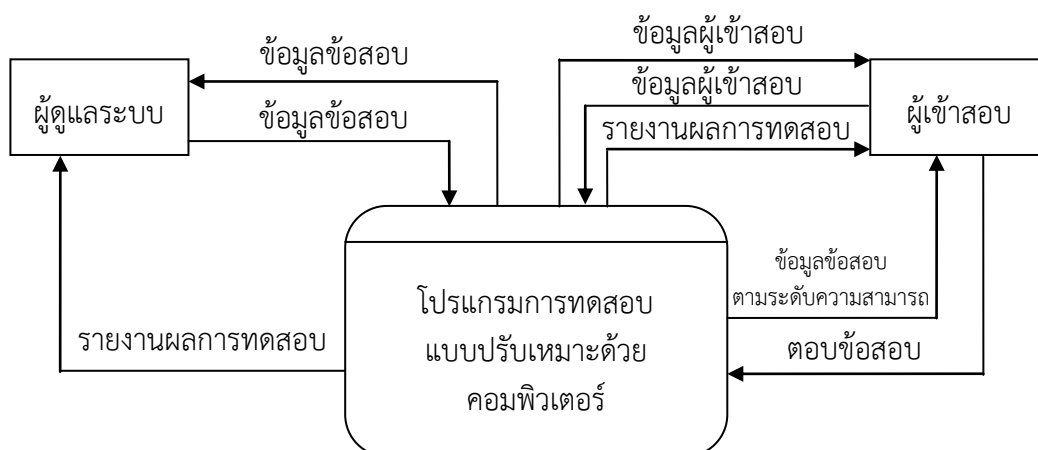 ข้อมูลข้อสอบ
ข้อมูลผู้เข้าสอบ
ผู้ดูแลระบบ
ข้อมูลข้อสอบ
ข้อมูลผู้เข้าสอบ
รายงานผลการทดสอบ
ผู้เข้าสอบ
ข้อมูลข้อสอบ
ตามระดับความสามารถ
โปรแกรมการทดสอบ
แบบปรับเหมาะด้วย
คอมพิวเตอร์
รายงานผลการทดสอบ
ตอบข้อสอบ